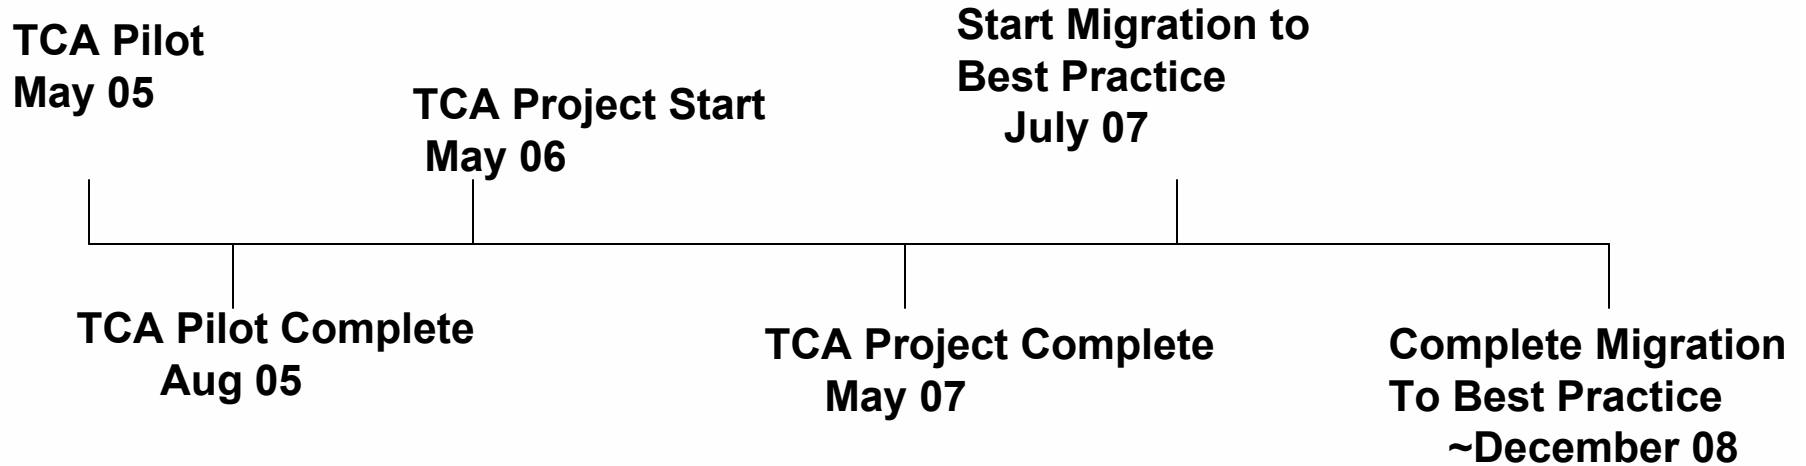 TCA Pilot
May 05
TCA Project Start
May 06
Start Migration to
Best Practice
July 07
TCA Pilot Complete
Aug 05
TCA Project Complete
May 07
Complete Migration
To Best Practice
~December 08